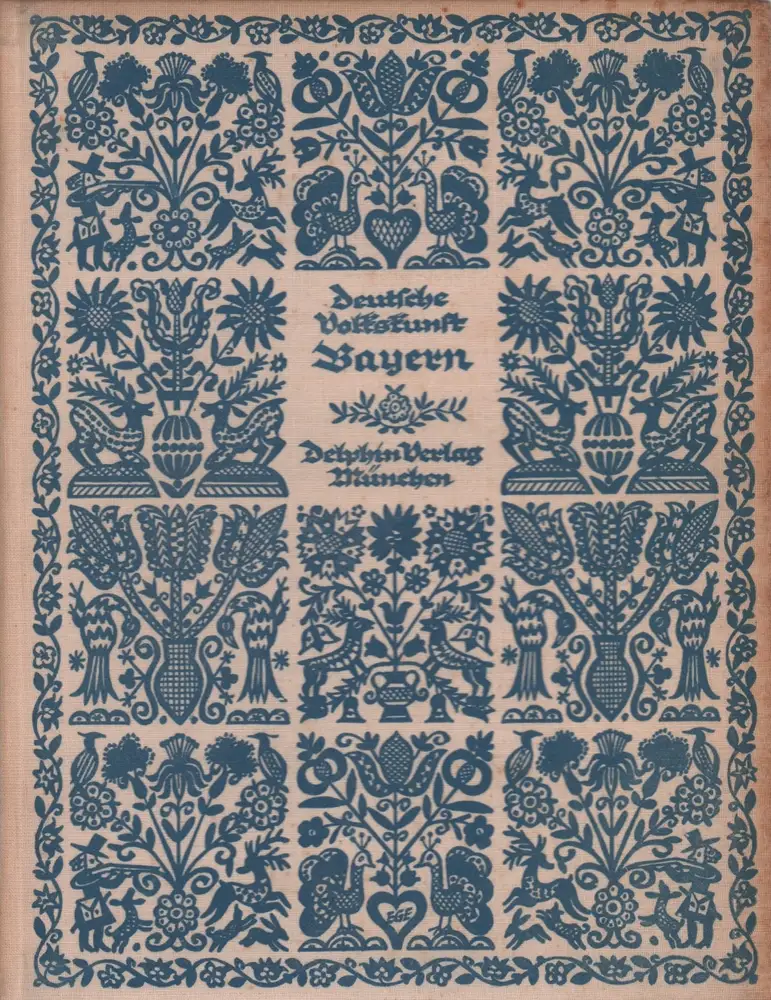 Deutsche
Volkskunst
Bayern
Delphin Verlag
München
EGE